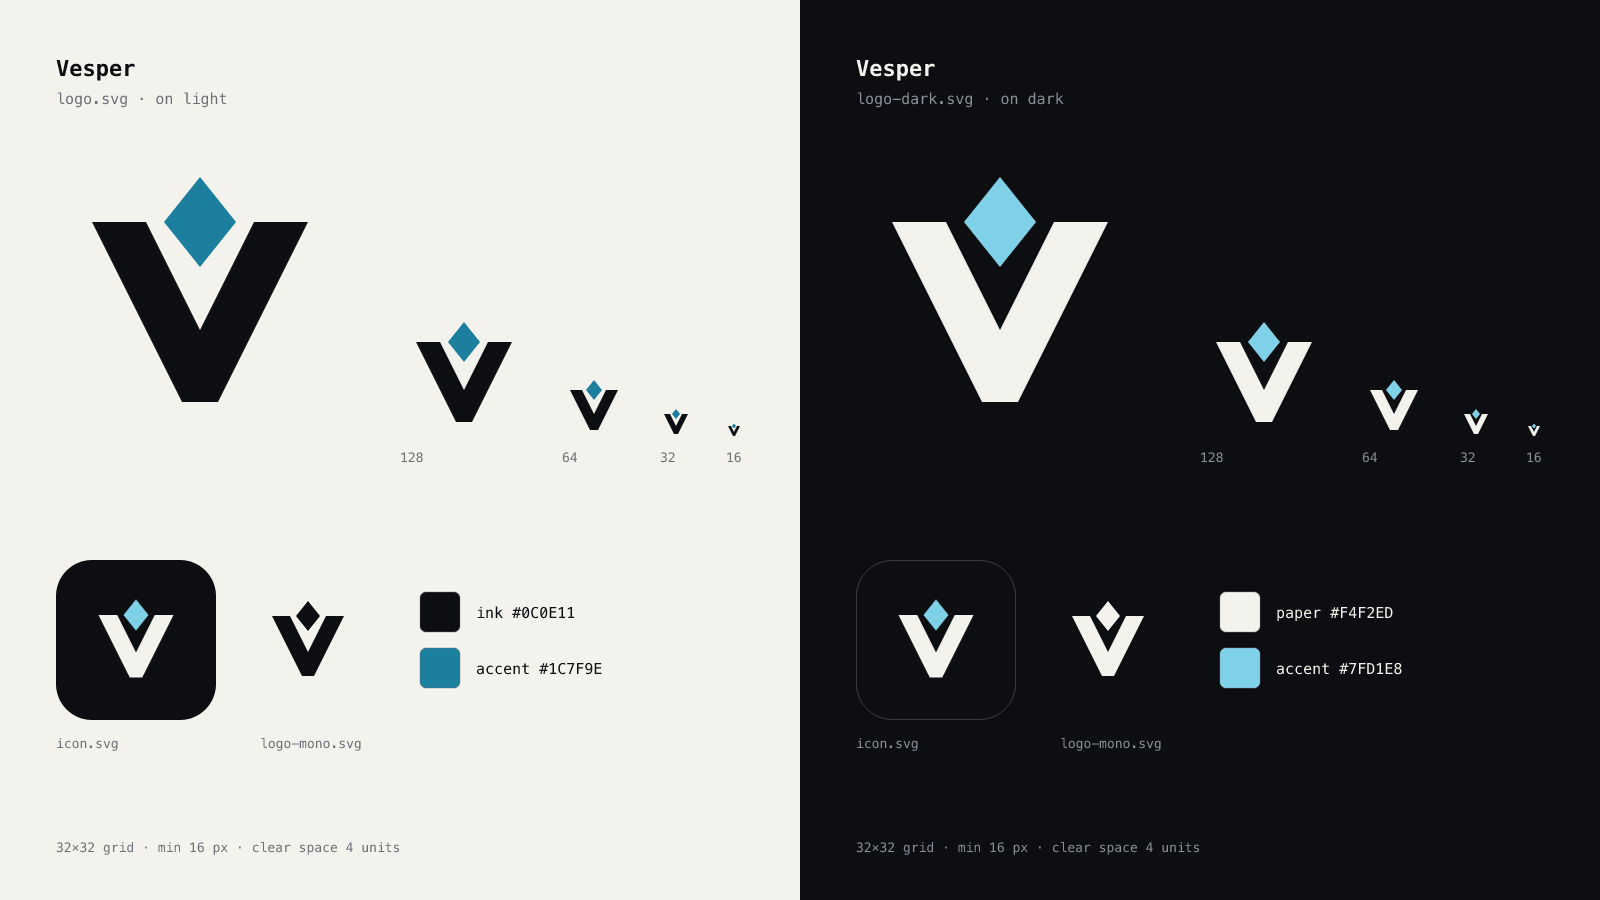 Vesper
logo.svg · on light
128 64 32 16
ink #0C0E11
accent #1C7F9E
icon.svg logo-mono.svg
32×32 grid · min 16 px · clear space 4 units
Vesper
logo-dark.svg · on dark
128 64 32 16
paper #F4F2ED
accent #7FD1E8
icon.svg logo-mono.svg
32×32 grid · min 16 px · clear space 4 units